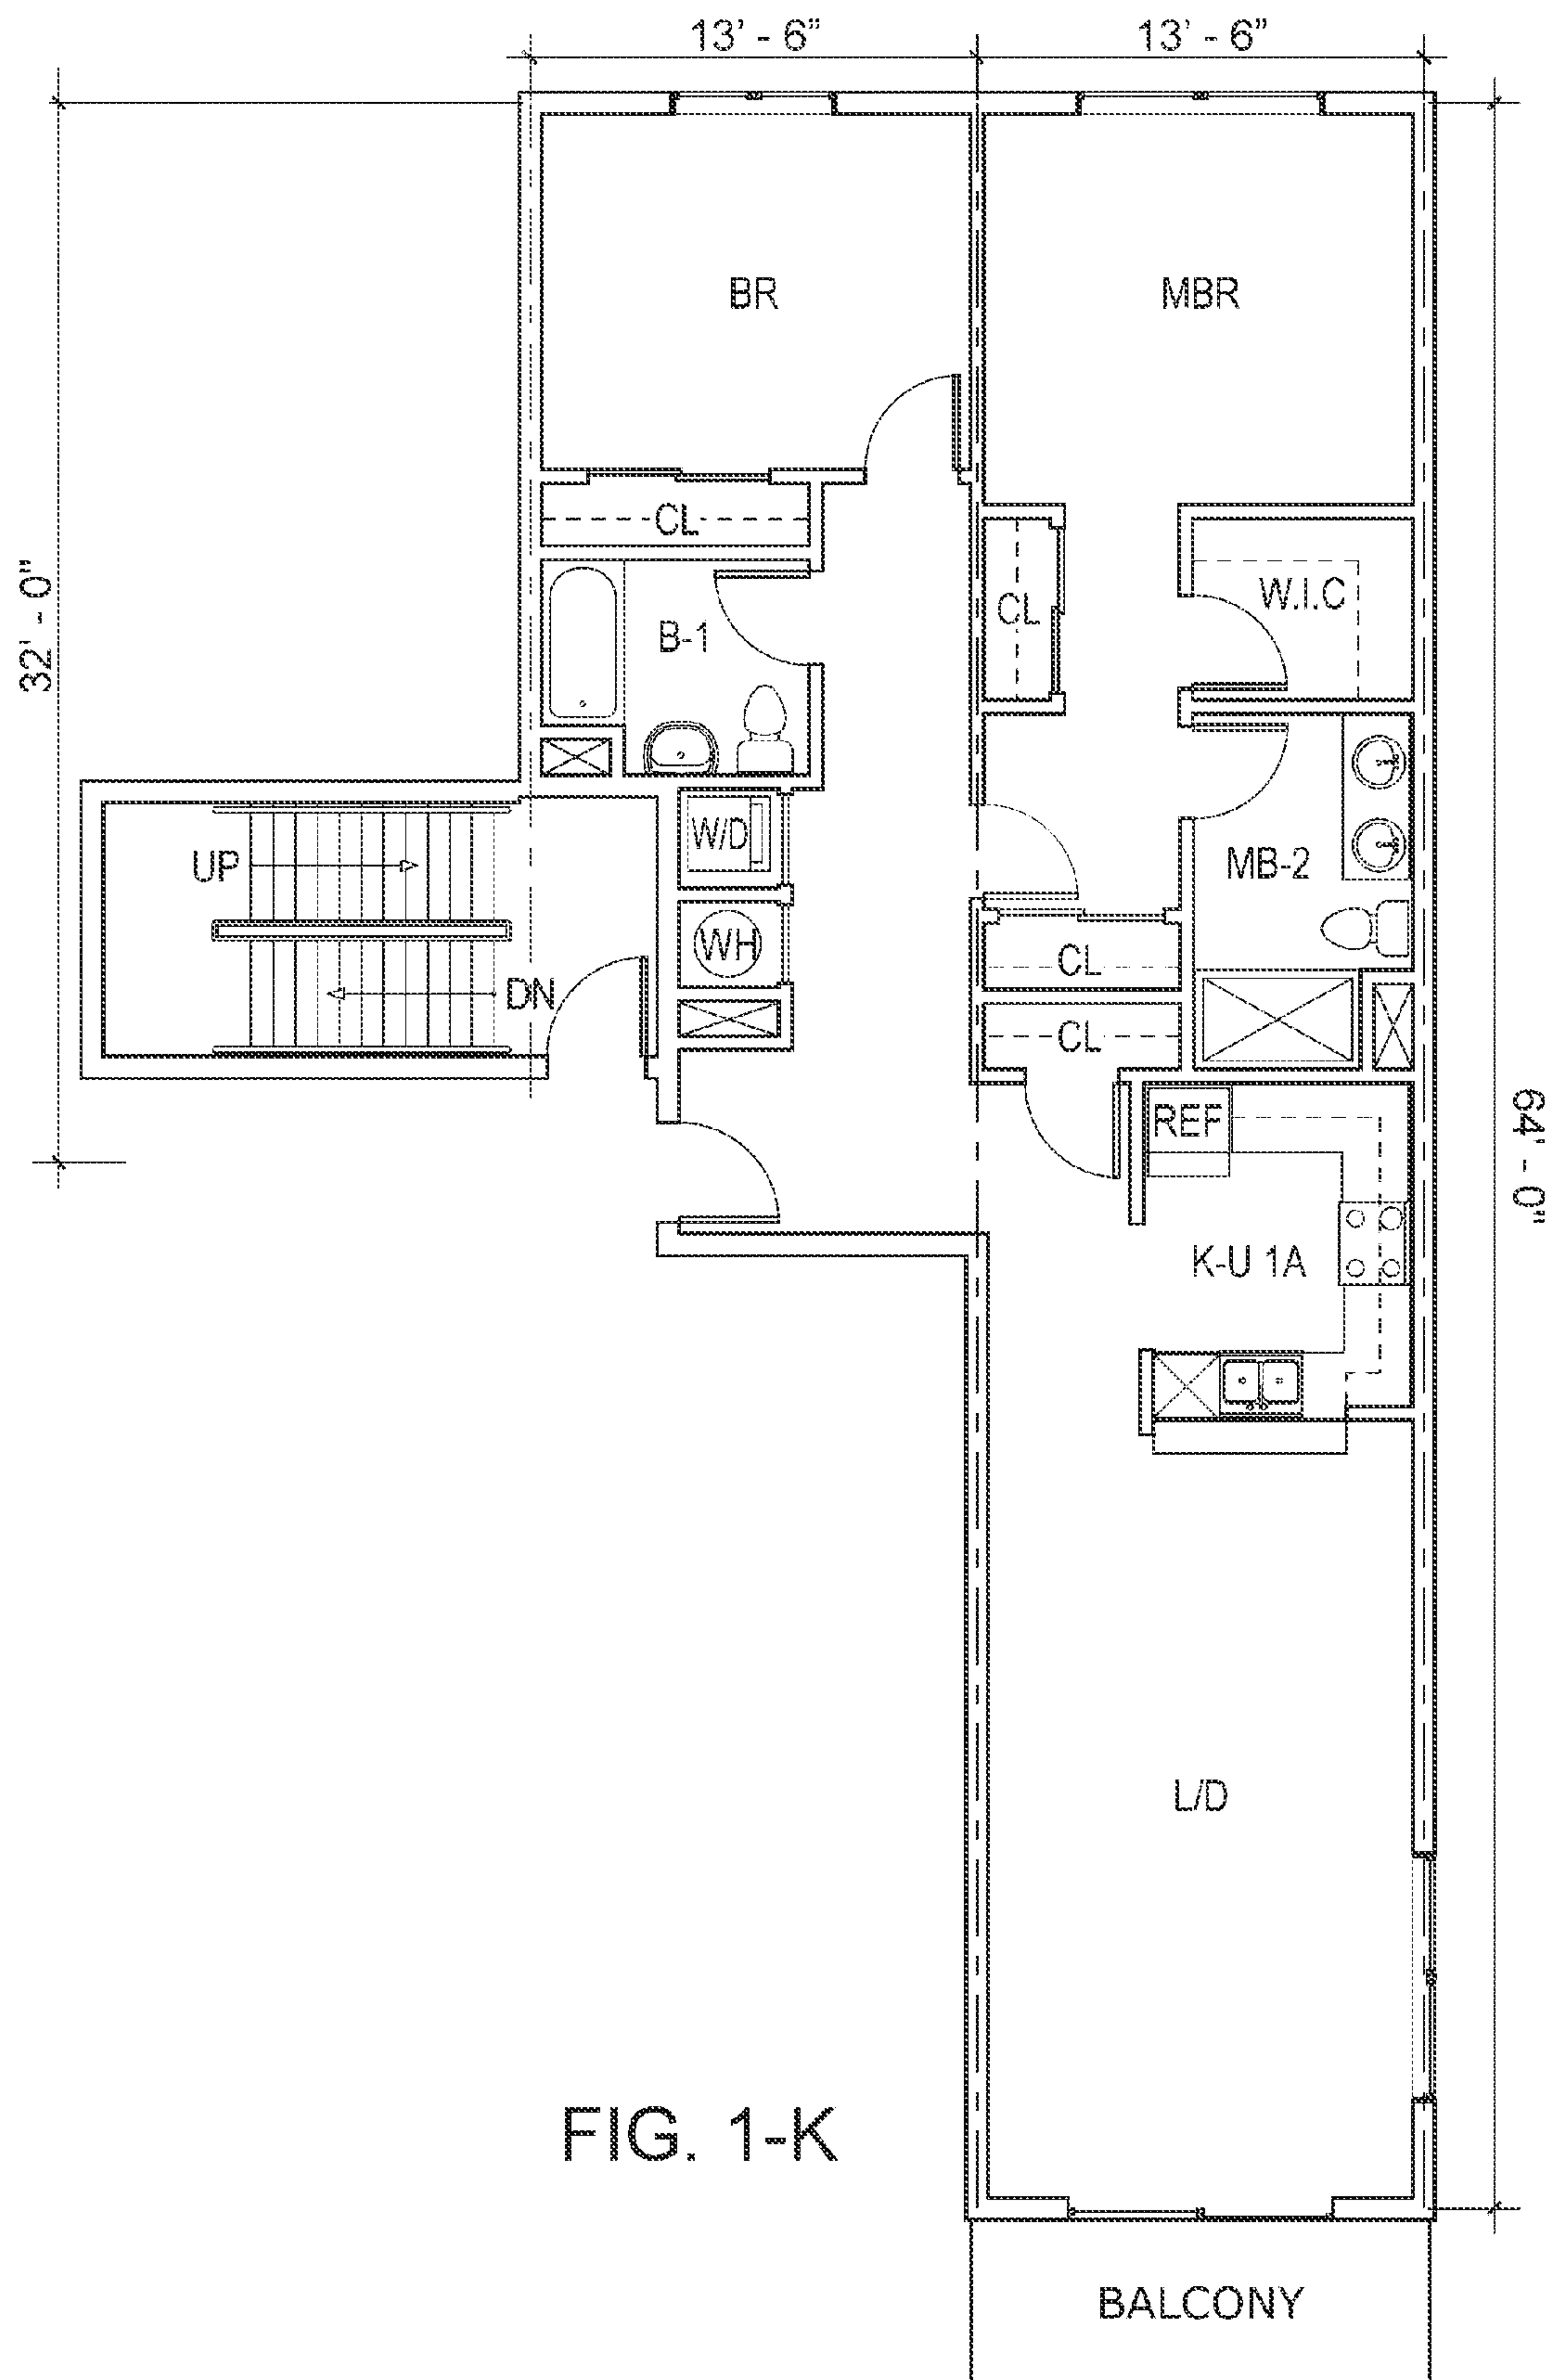 13' - 6"
13' - 6"
BR
MBR
CL
32' - 0"
CL
W.I.C
B-1
W/D
UP
MB-2
WH
CL
DN
CL
REF
64' - 0"
K-U 1A
L/D
FIG. 1-K
BALCONY